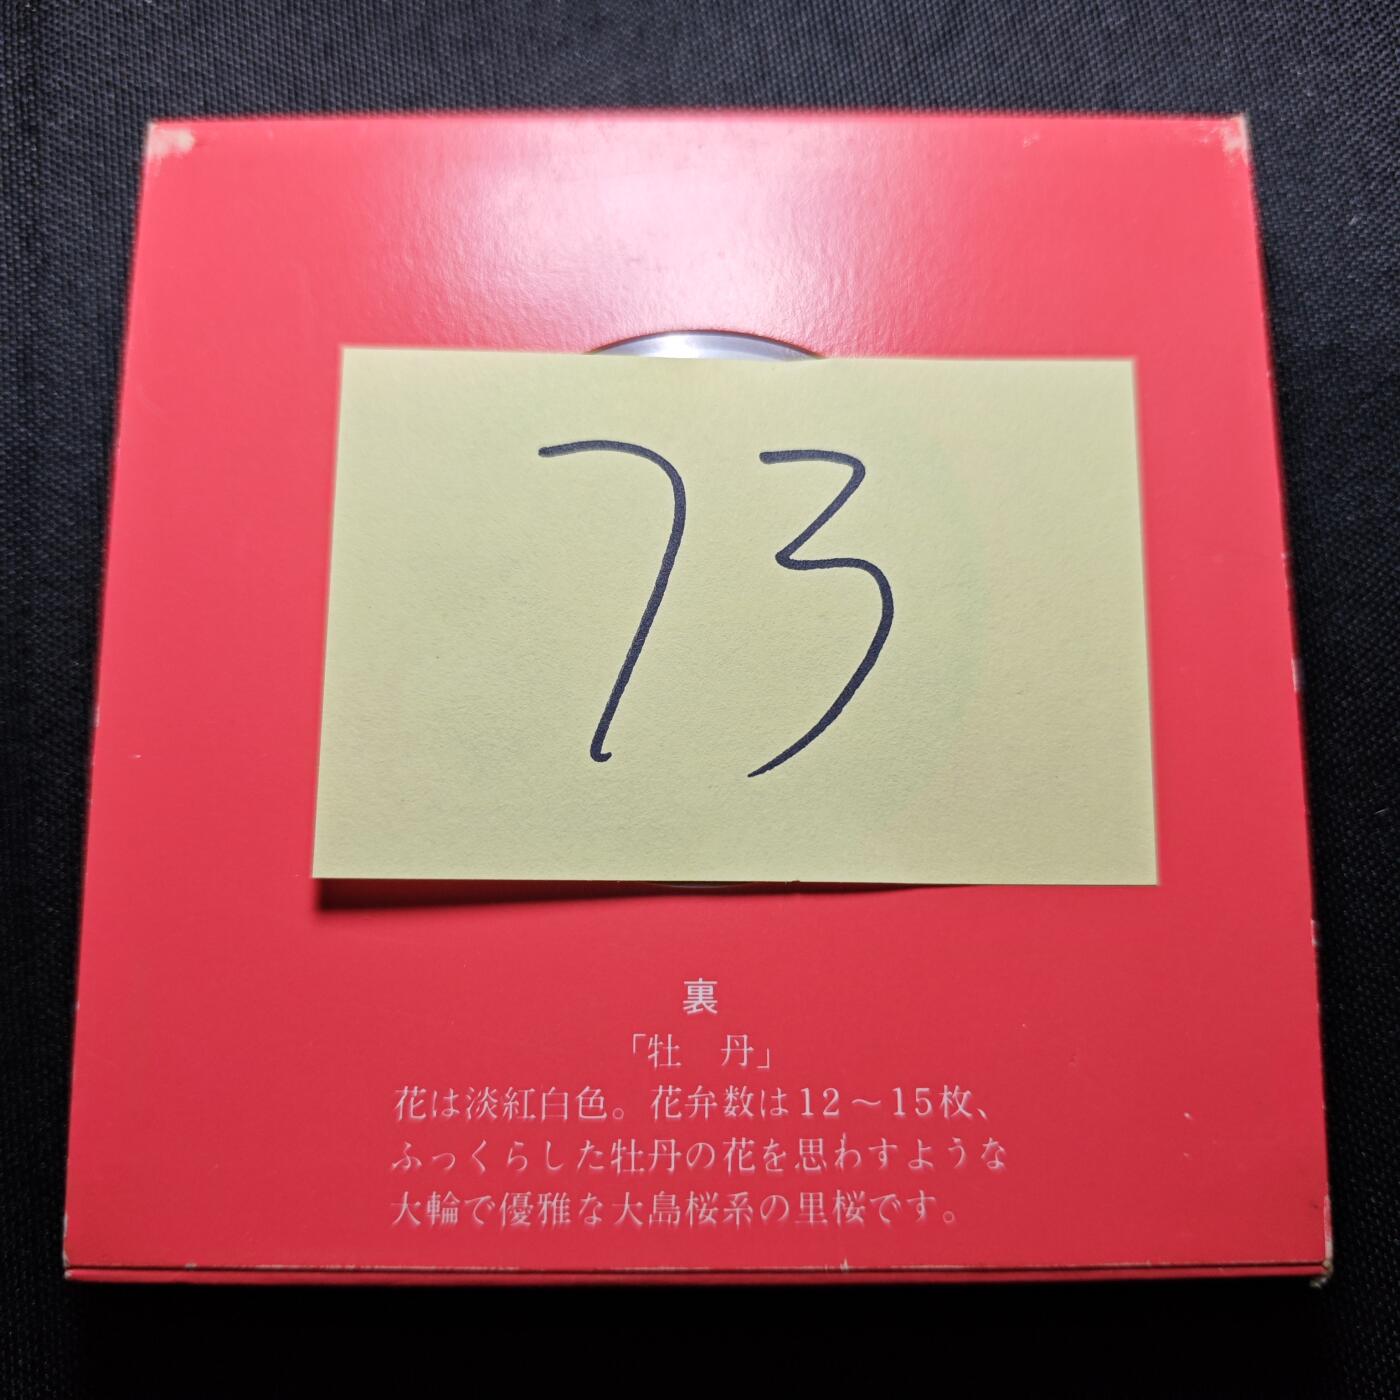 73
裏
「牡　丹」
花は淡紅白色。花弁数は12～15枚、
ふっくらした牡丹の花を思わすような
大輪で優雅な大島桜系の里桜です。